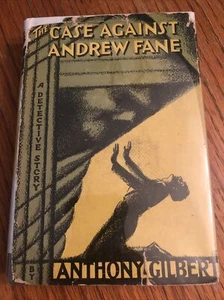 THE CASE AGAINST
ANDREW FANE
A DETECTIVE STORY
BY ANTHONY GILBERT